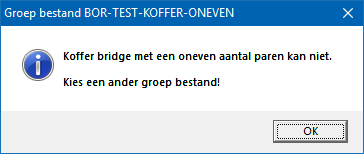 Groep bestand BOR-TEST-KOFFER-ONEVEN
Koffer bridge met een oneven aantal paren kan niet.
Kies een ander groep bestand!
OK